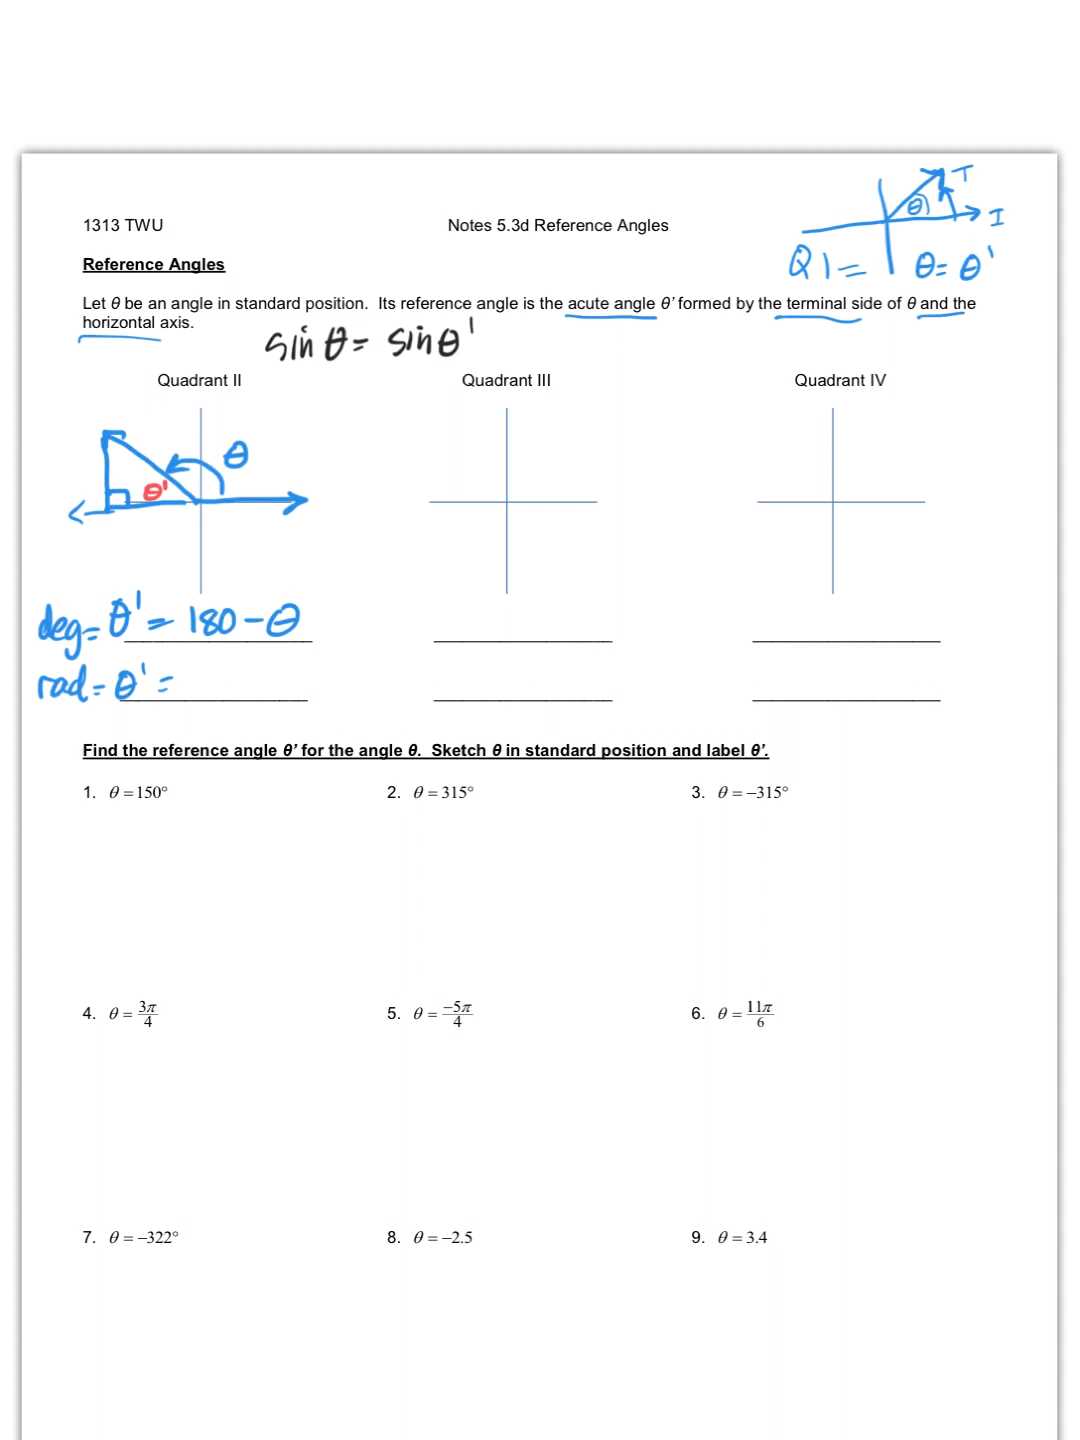 1313 TWU
Notes 5.3d Reference Angles
T
θ
I
Q1= θ= θ'
Reference Angles
Let θ be an angle in standard position. Its reference angle is the acute angle θ' formed by the terminal side of θ and the
horizontal axis.
sin θ= sinθ'
Quadrant II
Quadrant III
Quadrant IV
θ
θ'
deg= θ' = 180 - θ
rad= θ' =
Find the reference angle θ' for the angle θ. Sketch θ in standard position and label θ'.
1. θ = 150°
2. θ = 315°
3. θ = −315°
4. θ = 3π/4
5. θ = −5π/4
6. θ = 11π/6
7. θ = −322°
8. θ = −2.5
9. θ = 3.4